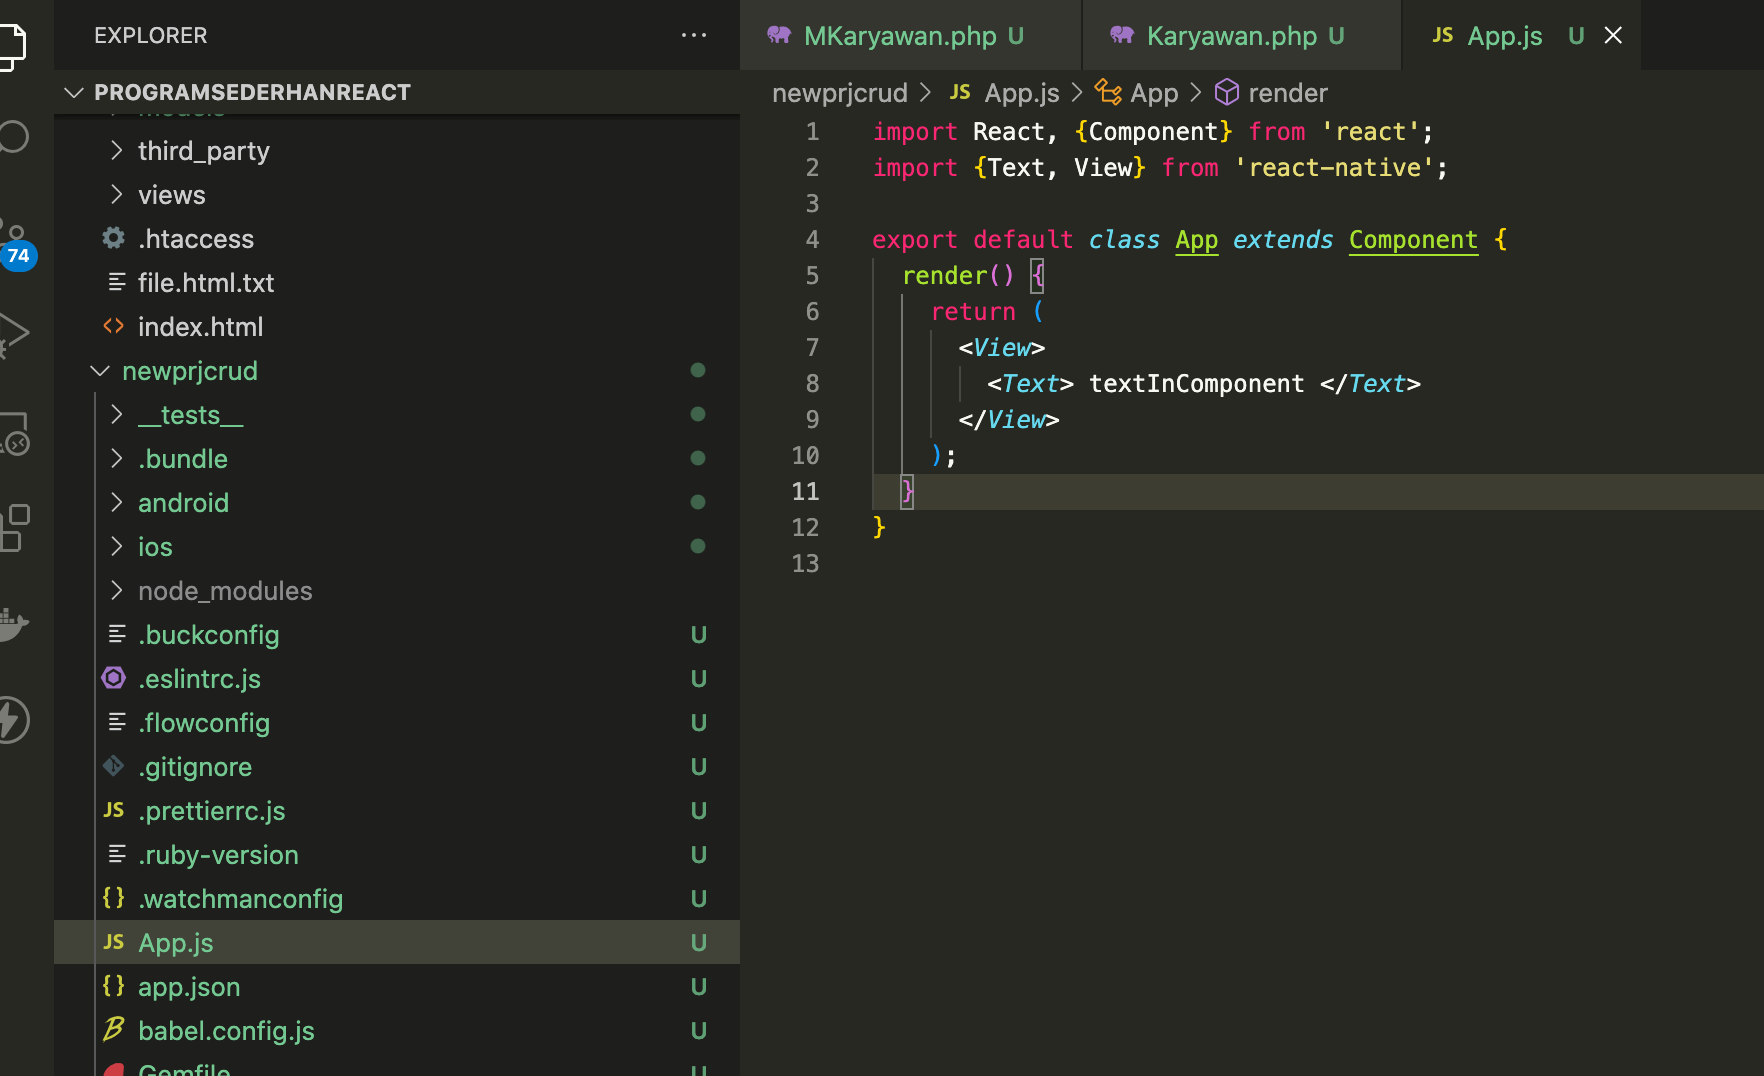 EXPLORER
...
PROGRAMSEDERHANREACT
models
third_party
views
.htaccess
file.html.txt
<> index.html
newprjcrud
__tests__
.bundle
android
ios
node_modules
.buckconfig U
.eslintrc.js U
.flowconfig U
.gitignore U
JS .prettierrc.js U
.ruby-version U
{} .watchmanconfig U
JS App.js U
{} app.json U
B babel.config.js U
Gemfile U
74
MKaryawan.php U
Karyawan.php U
JS App.js U
newprjcrud > JS App.js > App > render
1 import React, {Component} from 'react';
2 import {Text, View} from 'react-native';
3
4 export default class App extends Component {
5 render() {
6 return (
7 <View>
8 <Text> textInComponent </Text>
9 </View>
10 );
11 }
12 }
13